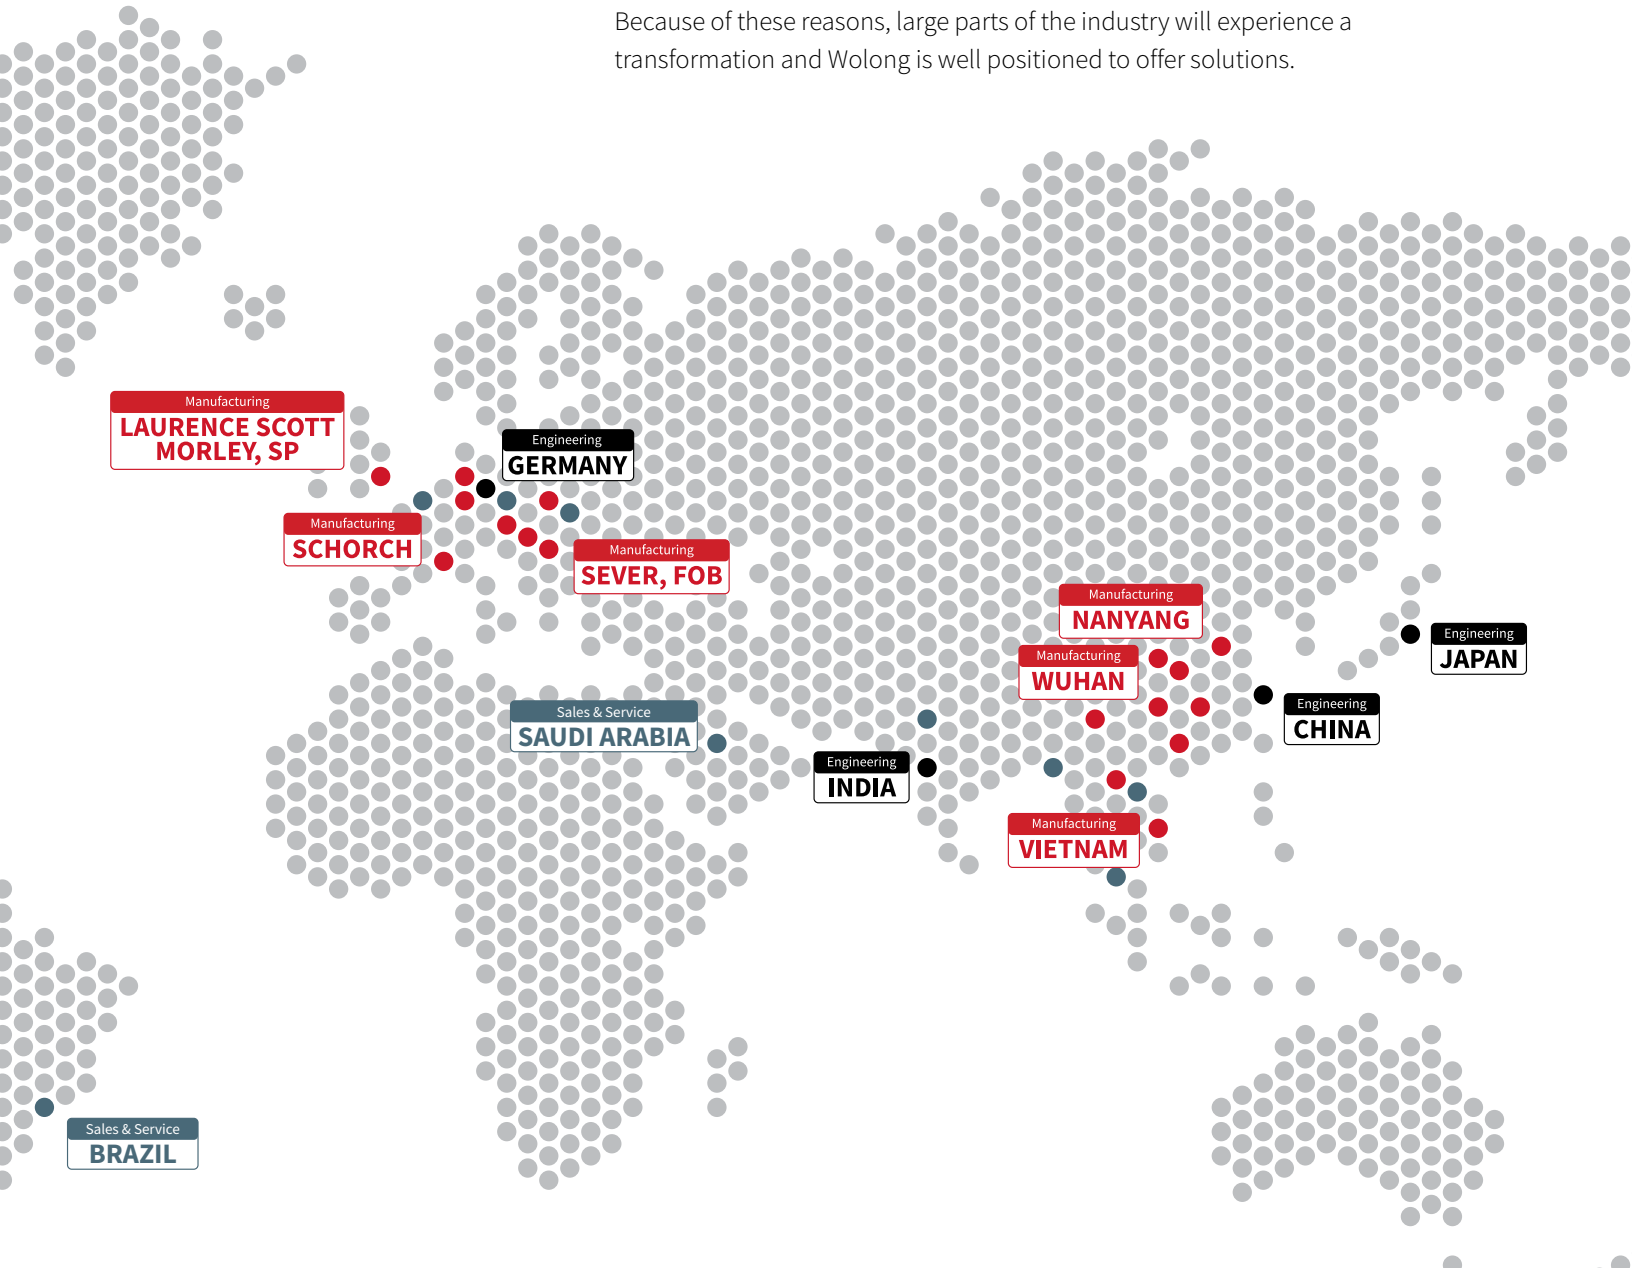 Because of these reasons, large parts of the industry will experience a
transformation and Wolong is well positioned to offer solutions.
Manufacturing
LAURENCE SCOTT
MORLEY, SP
Engineering
GERMANY
Manufacturing
SCHORCH
Manufacturing
SEVER, FOB
Manufacturing
NANYANG
Manufacturing
WUHAN
Engineering
JAPAN
Engineering
CHINA
Sales & Service
SAUDI ARABIA
Engineering
INDIA
Manufacturing
VIETNAM
Sales & Service
BRAZIL